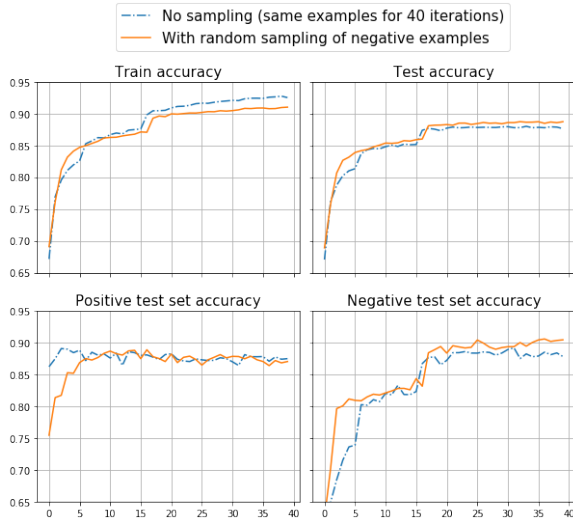 No sampling (same examples for 40 iterations)
With random sampling of negative examples
Train accuracy
Test accuracy
0.95
0.90
0.85
0.80
0.75
0.70
0.65
Positive test set accuracy
Negative test set accuracy
0.95
0.90
0.85
0.80
0.75
0.70
0.65
0 5 10 15 20 25 30 35 40
0 5 10 15 20 25 30 35 40